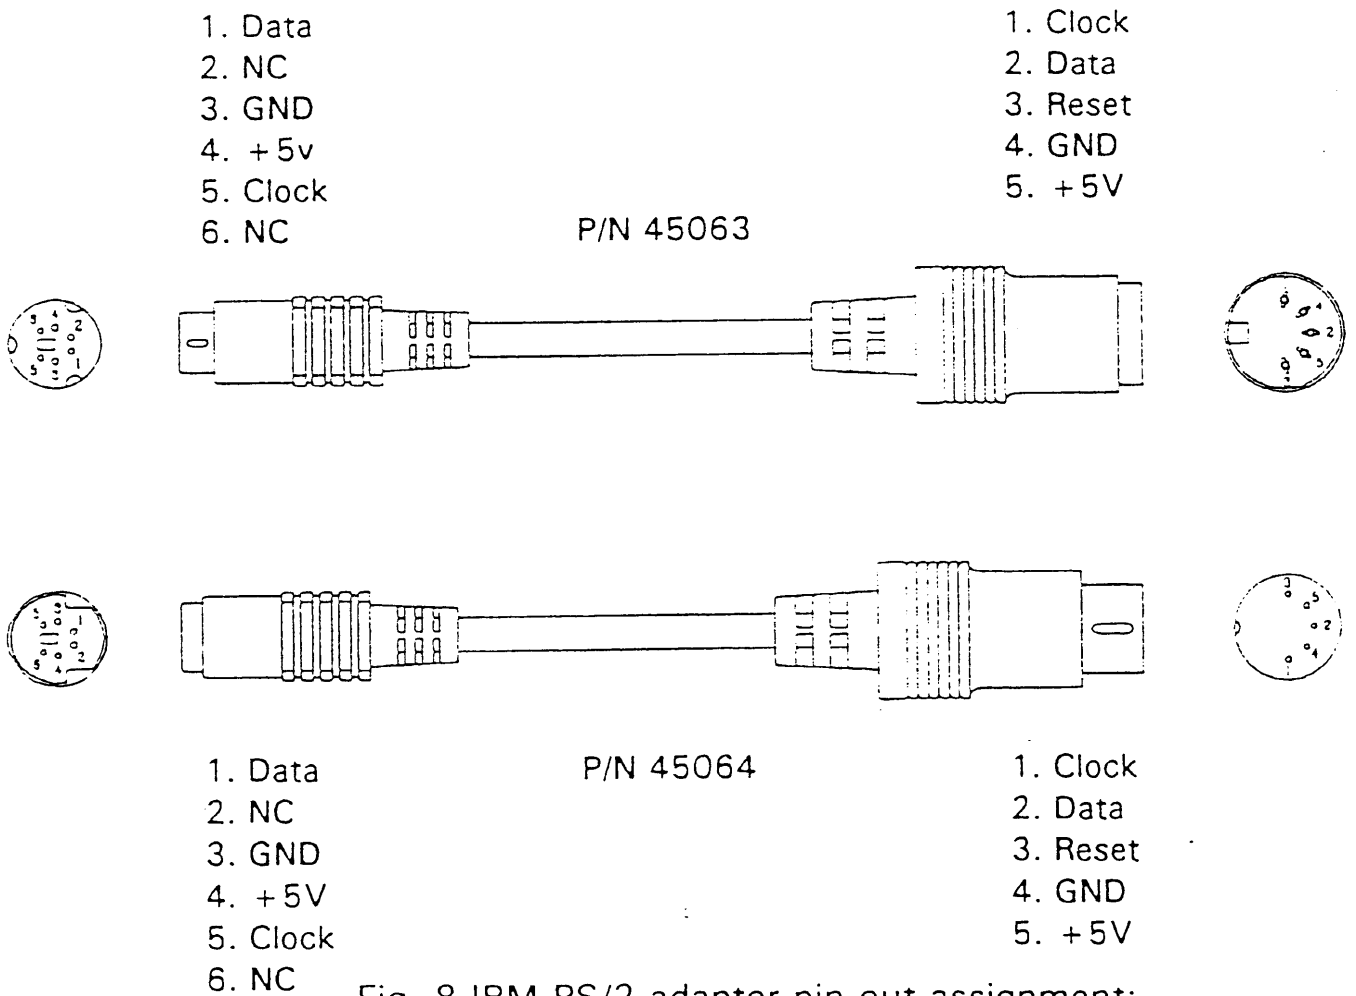 1. Data
2. NC
3. GND
4. +5v
5. Clock
6. NC
1. Clock
2. Data
3. Reset
4. GND
5. +5V
P/N 45063
P/N 45064
1. Data
2. NC
3. GND
4. +5V
5. Clock
6. NC
1. Clock
2. Data
3. Reset
4. GND
5. +5V
Fig. 8 IBM PS/2 adapter pin out assignment: